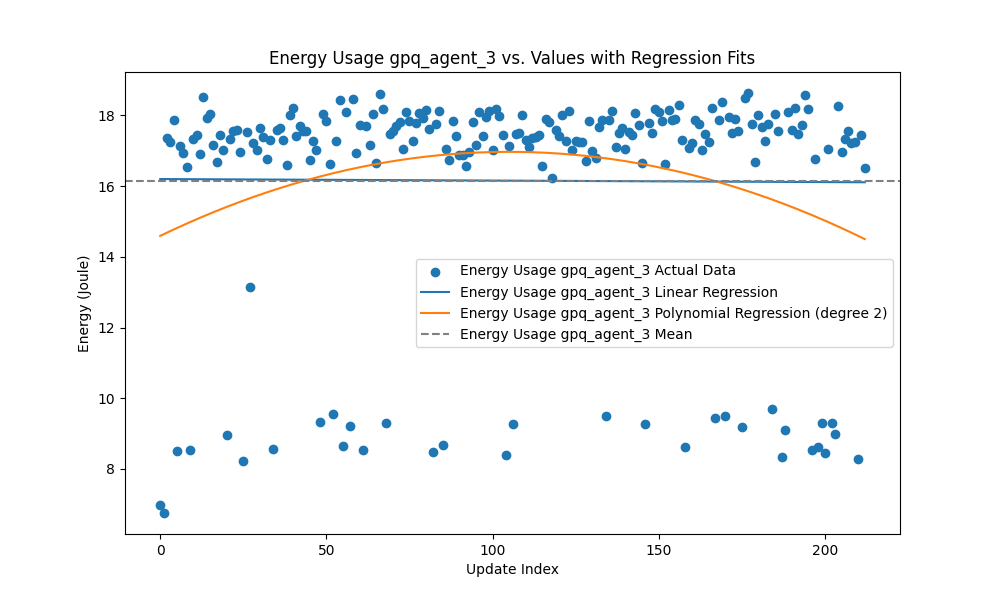 Energy Usage gpq_agent_3 vs. Values with Regression Fits
Energy (Joule)
18
16
14
12
10
8
Energy Usage gpq_agent_3 Actual Data
Energy Usage gpq_agent_3 Linear Regression
Energy Usage gpq_agent_3 Polynomial Regression (degree 2)
Energy Usage gpq_agent_3 Mean
0 50 100 150 200
Update Index